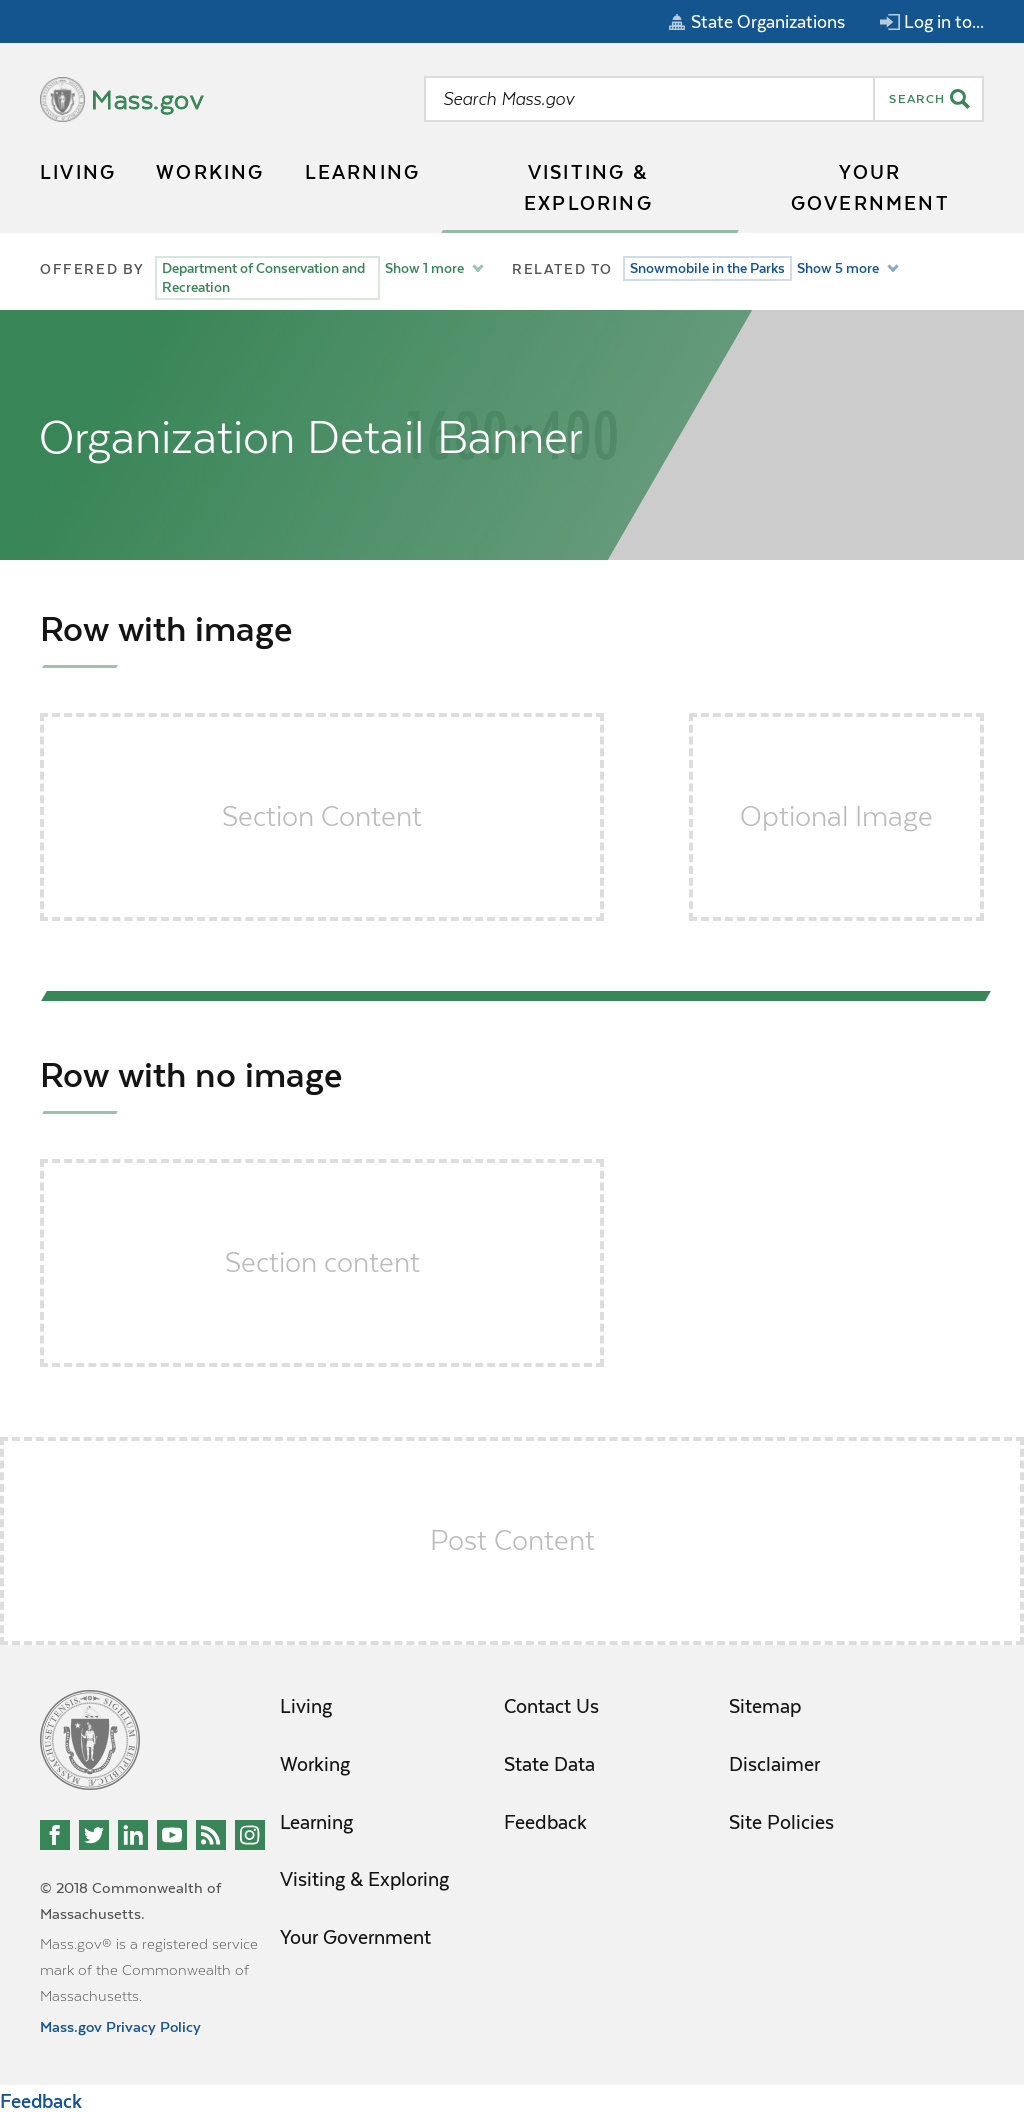 State Organizations
Log in to...
Mass.gov
Search Mass.gov
SEARCH
LIVING
WORKING
LEARNING
VISITING &
EXPLORING
YOUR
GOVERNMENT
OFFERED BY
Department of Conservation and
Recreation
Show 1 more
RELATED TO
Snowmobile in the Parks
Show 5 more
1600x400
Organization Detail Banner
Row with image
Section Content
Optional Image
Row with no image
Section content
Post Content
Living
Working
Learning
Visiting & Exploring
Your Government
Contact Us
State Data
Feedback
Sitemap
Disclaimer
Site Policies
© 2018 Commonwealth of
Massachusetts.
Mass.gov® is a registered service
mark of the Commonwealth of
Massachusetts.
Mass.gov Privacy Policy
Feedback